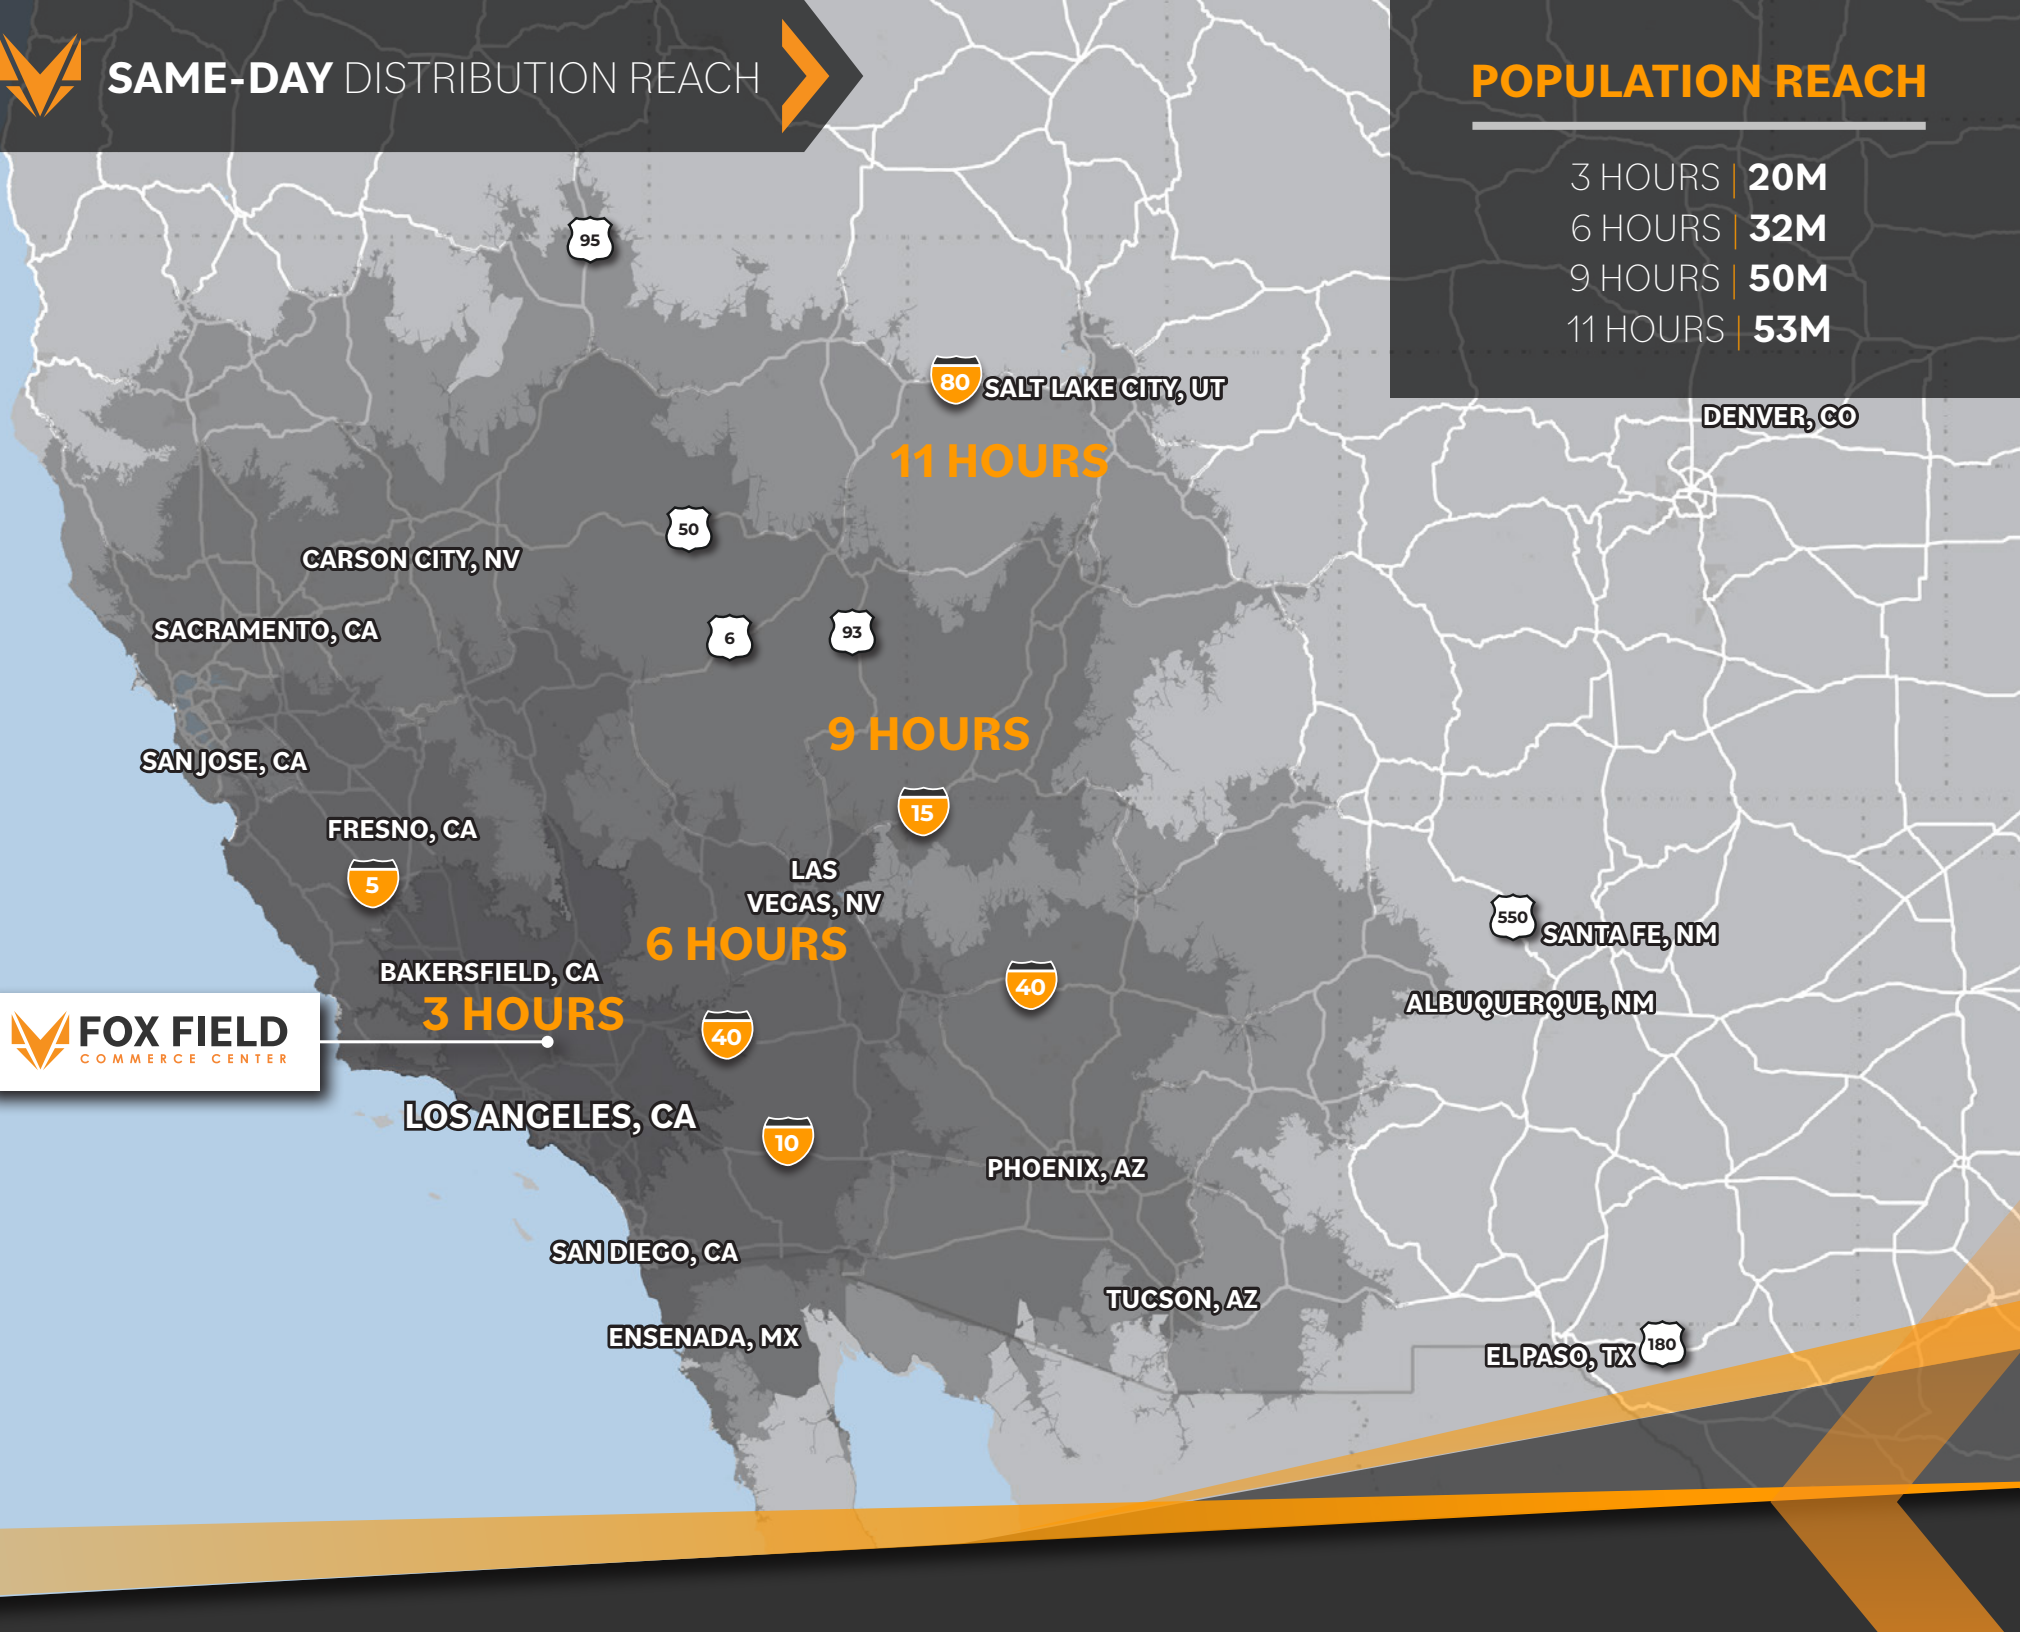 SAME-DAY DISTRIBUTION REACH
POPULATION REACH
3 HOURS | 20M
6 HOURS | 32M
9 HOURS | 50M
11 HOURS | 53M
95
80
SALT LAKE CITY, UT
DENVER, CO
11 HOURS
50
CARSON CITY, NV
SACRAMENTO, CA
6
93
9 HOURS
SAN JOSE, CA
15
FRESNO, CA
5
LAS
VEGAS, NV
6 HOURS
550
SANTA FE, NM
BAKERSFIELD, CA
3 HOURS
40
40
ALBUQUERQUE, NM
FOX FIELD
COMMERCE CENTER
LOS ANGELES, CA
10
PHOENIX, AZ
SAN DIEGO, CA
TUCSON, AZ
ENSENADA, MX
EL PASO, TX
180